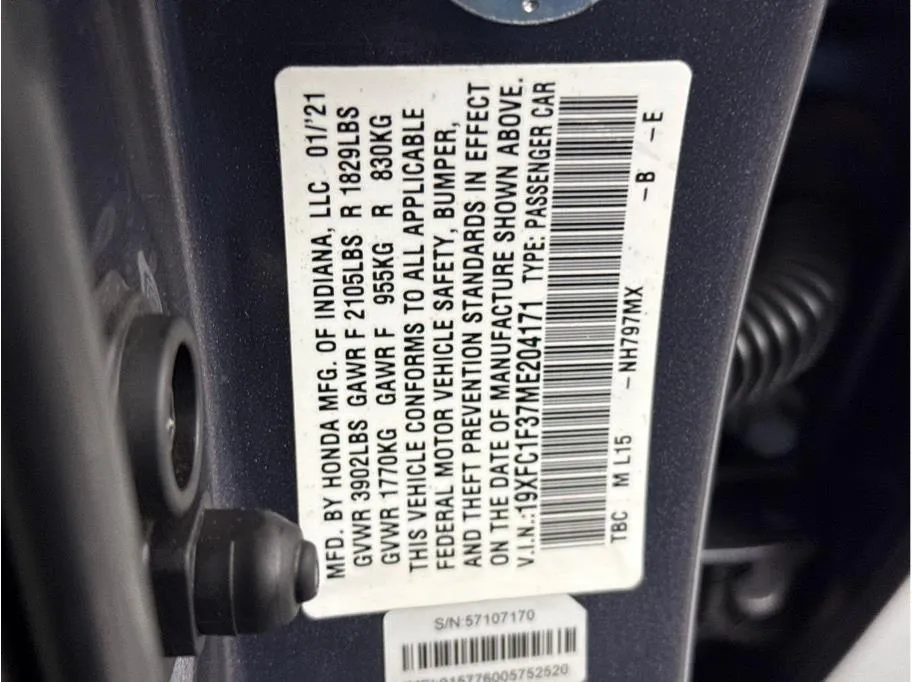 MFD. BY HONDA MFG. OF INDIANA, LLC 01/'21
GVWR 3902LBS GAWR F 2105LBS R 1829LBS
GVWR 1770KG GAWR F 955KG R 830KG
THIS VEHICLE CONFORMS TO ALL APPLICABLE
FEDERAL MOTOR VEHICLE SAFETY, BUMPER,
AND THEFT PREVENTION STANDARDS IN EFFECT
ON THE DATE OF MANUFACTURE SHOWN ABOVE.
V.I.N.:19XFC1F37ME204171 TYPE: PASSENGER CAR
TBC M L15 -NH797MX -B -E
S/N:57107170